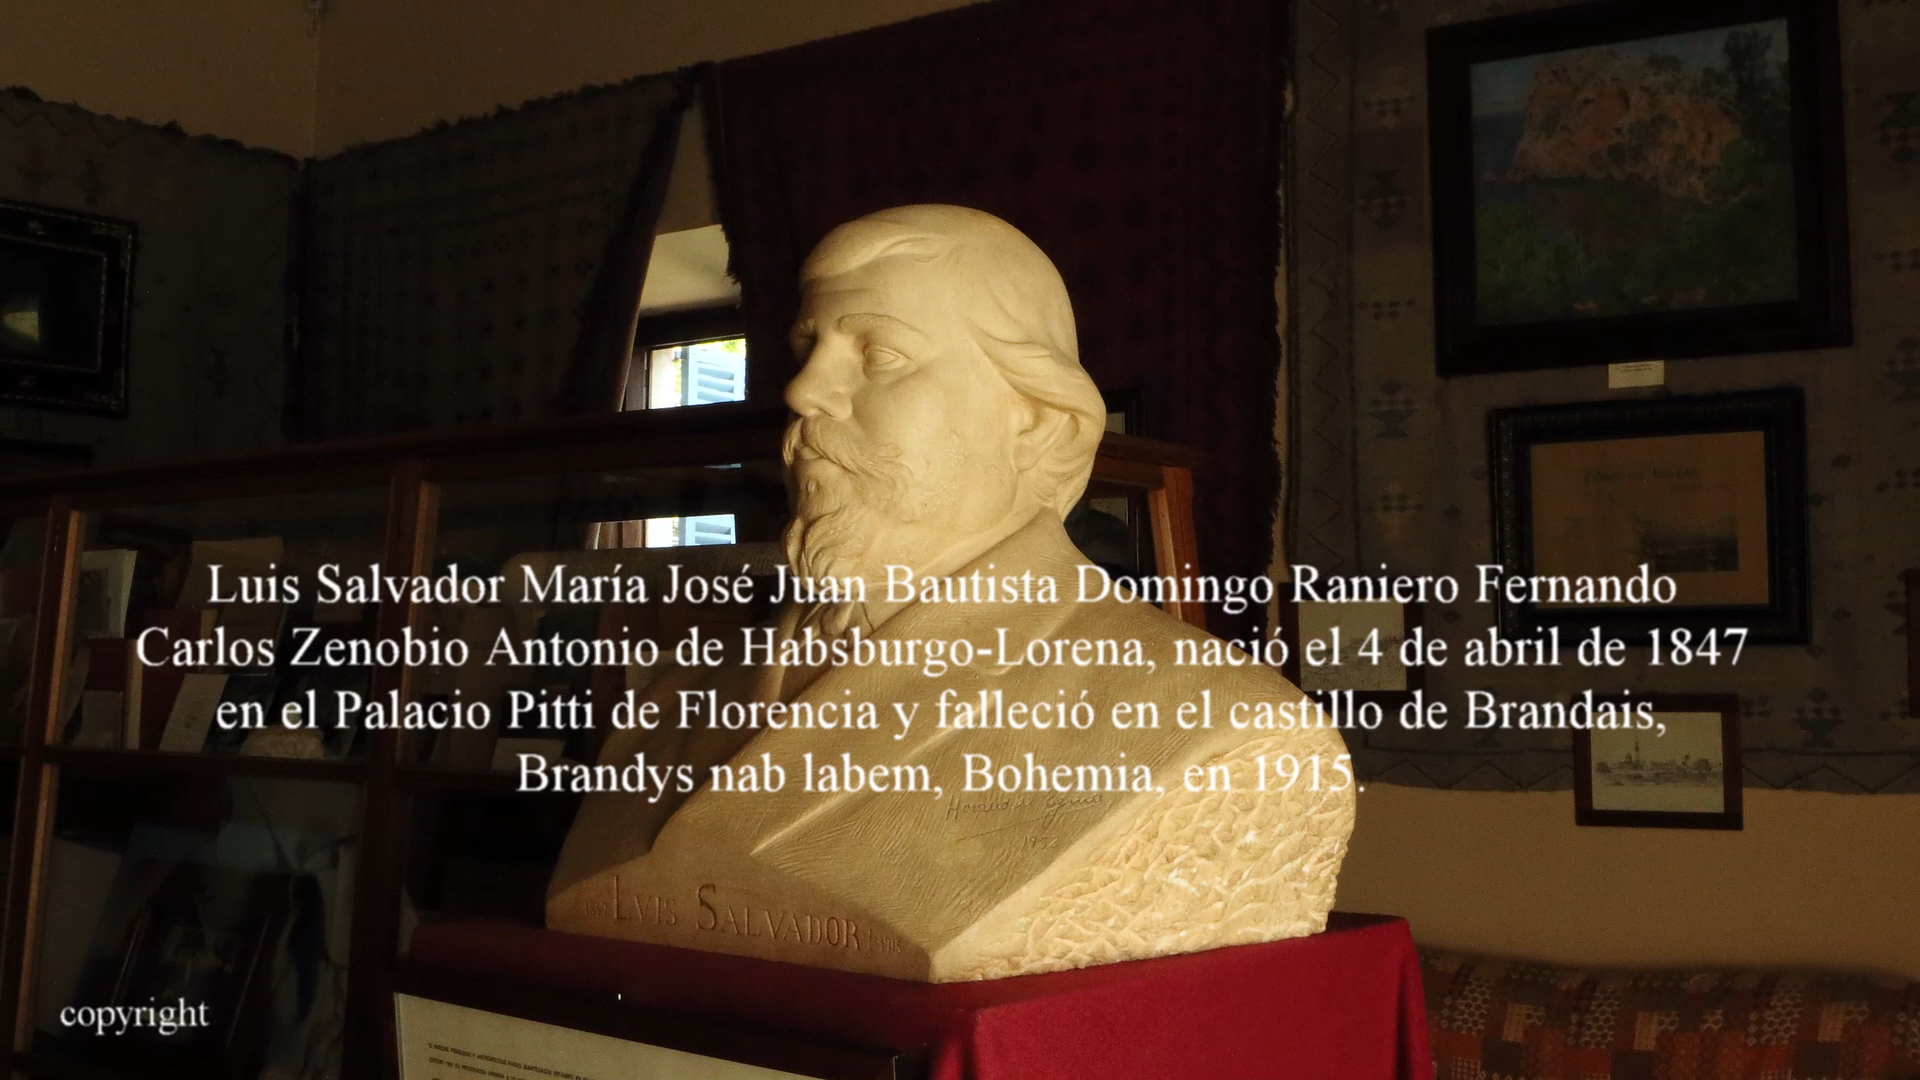 Luis Salvador María José Juan Bautista Domingo Raniero Fernando
Carlos Zenobio Antonio de Habsburgo-Lorena, nació el 4 de abril de 1847
en el Palacio Pitti de Florencia y falleció en el castillo de Brandais,
Brandys nab labem, Bohemia, en 1915.
1952
LVIS SALVADOR
copyright